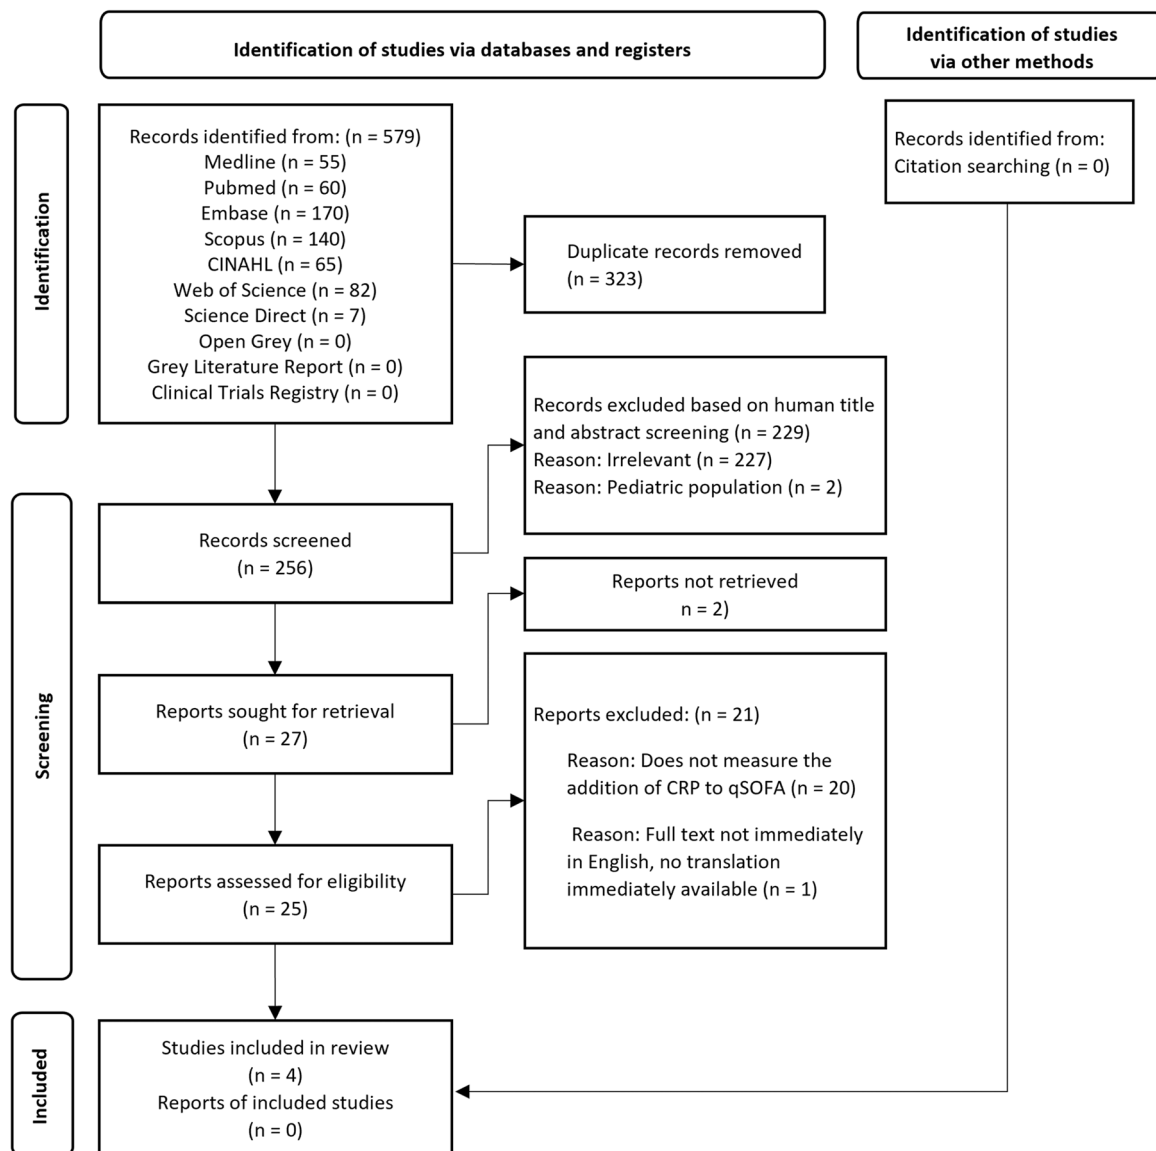 Identification of studies via databases and registers
Identification of studies
via other methods
Identification
Records identified from: (n = 579)
Medline (n = 55)
Pubmed (n = 60)
Embase (n = 170)
Scopus (n = 140)
CINAHL (n = 65)
Web of Science (n = 82)
Science Direct (n = 7)
Open Grey (n = 0)
Grey Literature Report (n = 0)
Clinical Trials Registry (n = 0)
Records identified from:
Citation searching (n = 0)
Duplicate records removed
(n = 323)
Screening
Records screened
(n = 256)
Records excluded based on human title
and abstract screening (n = 229)
Reason: Irrelevant (n = 227)
Reason: Pediatric population (n = 2)
Reports sought for retrieval
(n = 27)
Reports not retrieved
n = 2)
Reports assessed for eligibility
(n = 25)
Reports excluded: (n = 21)
Reason: Does not measure the
addition of CRP to qSOFA (n = 20)
Reason: Full text not immediately
in English, no translation
immediately available (n = 1)
Included
Studies included in review
(n = 4)
Reports of included studies
(n = 0)